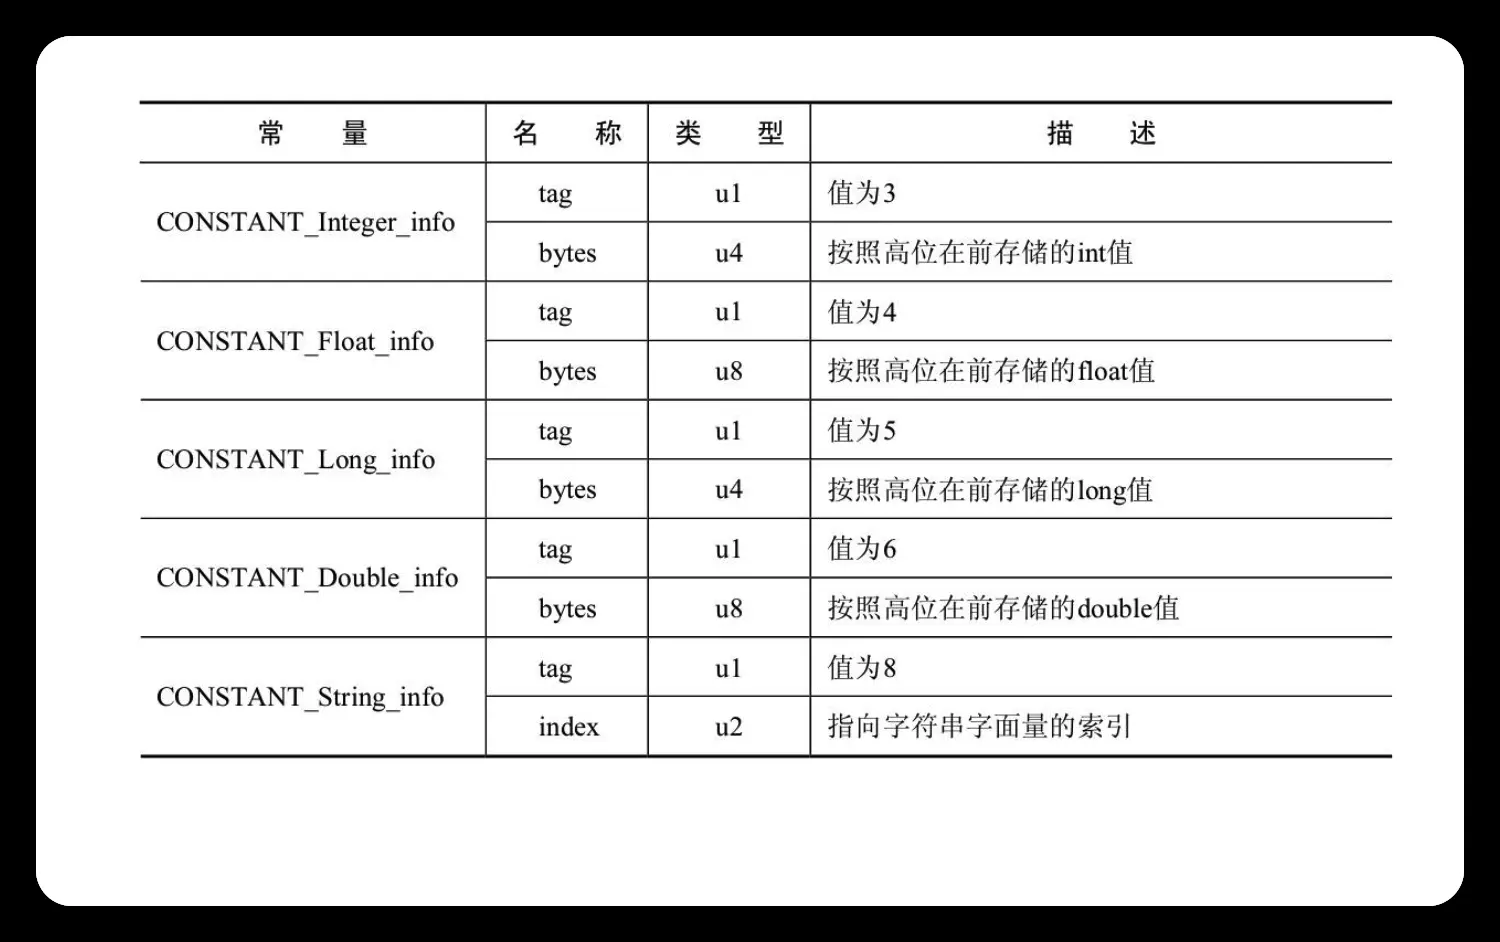 常 量 名 称 类 型 描 述
CONSTANT_Integer_info
tag u1 值为3
bytes u4 按照高位在前存储的int值
CONSTANT_Float_info
tag u1 值为4
bytes u8 按照高位在前存储的float值
CONSTANT_Long_info
tag u1 值为5
bytes u4 按照高位在前存储的long值
CONSTANT_Double_info
tag u1 值为6
bytes u8 按照高位在前存储的double值
CONSTANT_String_info
tag u1 值为8
index u2 指向字符串字面量的索引